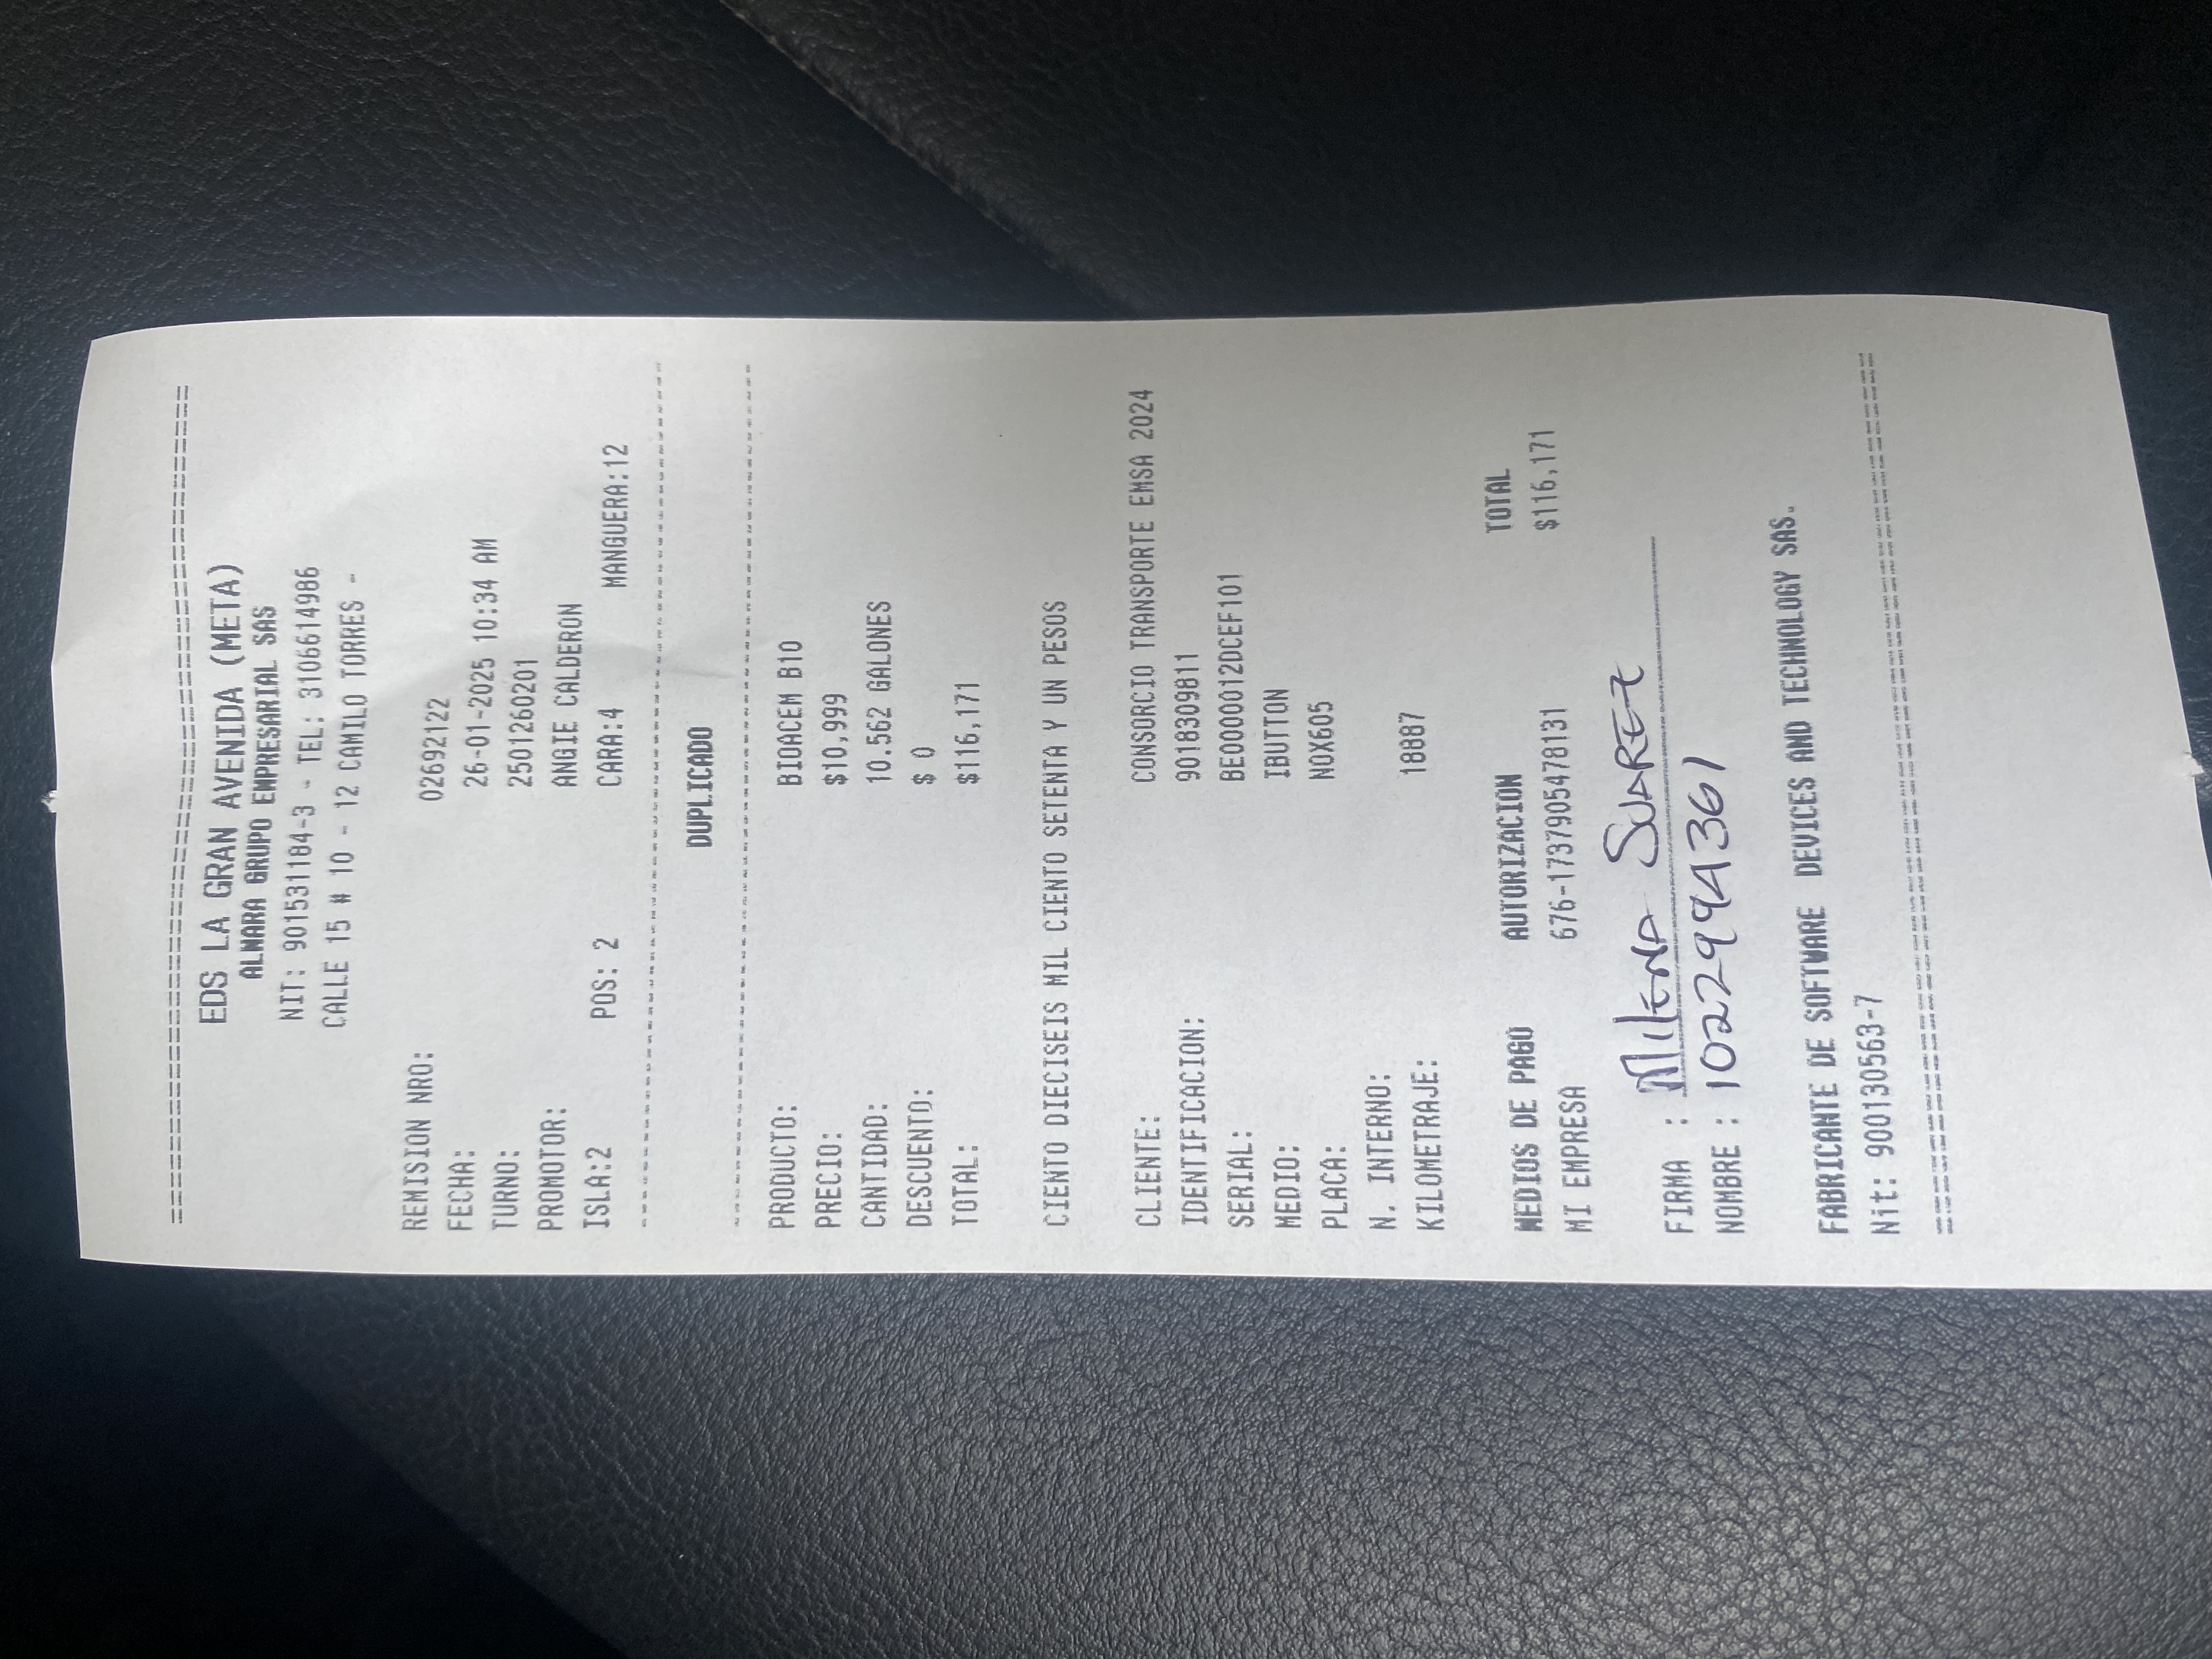 ================================================
EDS LA GRAN AVENIDA (META)
ALMARA GRUPO EMPRESARIAL SAS
NIT: 901531184-3 - TEL: 3106614986
CALLE 15 # 10 - 12 CAMILO TORRES -
REMISION NRO: 02692122
FECHA: 26-01-2025 10:34 AM
TURNO: 2501260201
PROMOTOR: ANGIE CALDERON
ISLA:2 POS: 2 CARA:4 MANGUERA:12
------------------------------------------------
DUPLICADO
------------------------------------------------
PRODUCTO: BIOACEM B10
PRECIO: $10,999
CANTIDAD: 10.562 GALONES
DESCUENTO: $ 0
TOTAL: $116,171
CIENTO DIECISEIS MIL CIENTO SETENTA Y UN PESOS
CLIENTE: CONSORCIO TRANSPORTE EMSA 2024
IDENTIFICACION: 9018309811
SERIAL: BE000012DCEF101
MEDIO: IBUTTON
PLACA: NOX605
N. INTERNO:
KILOMETRAJE: 18887
MEDIOS DE PAGO AUTORIZACION TOTAL
MI EMPRESA 676-1737905478131 $116,171
FIRMA : Milena SUAREZ
NOMBRE : 1022994361
FABRICANTE DE SOFTWARE DEVICES AND TECHNOLOGY SAS.
Nit: 900130563-7
================================================